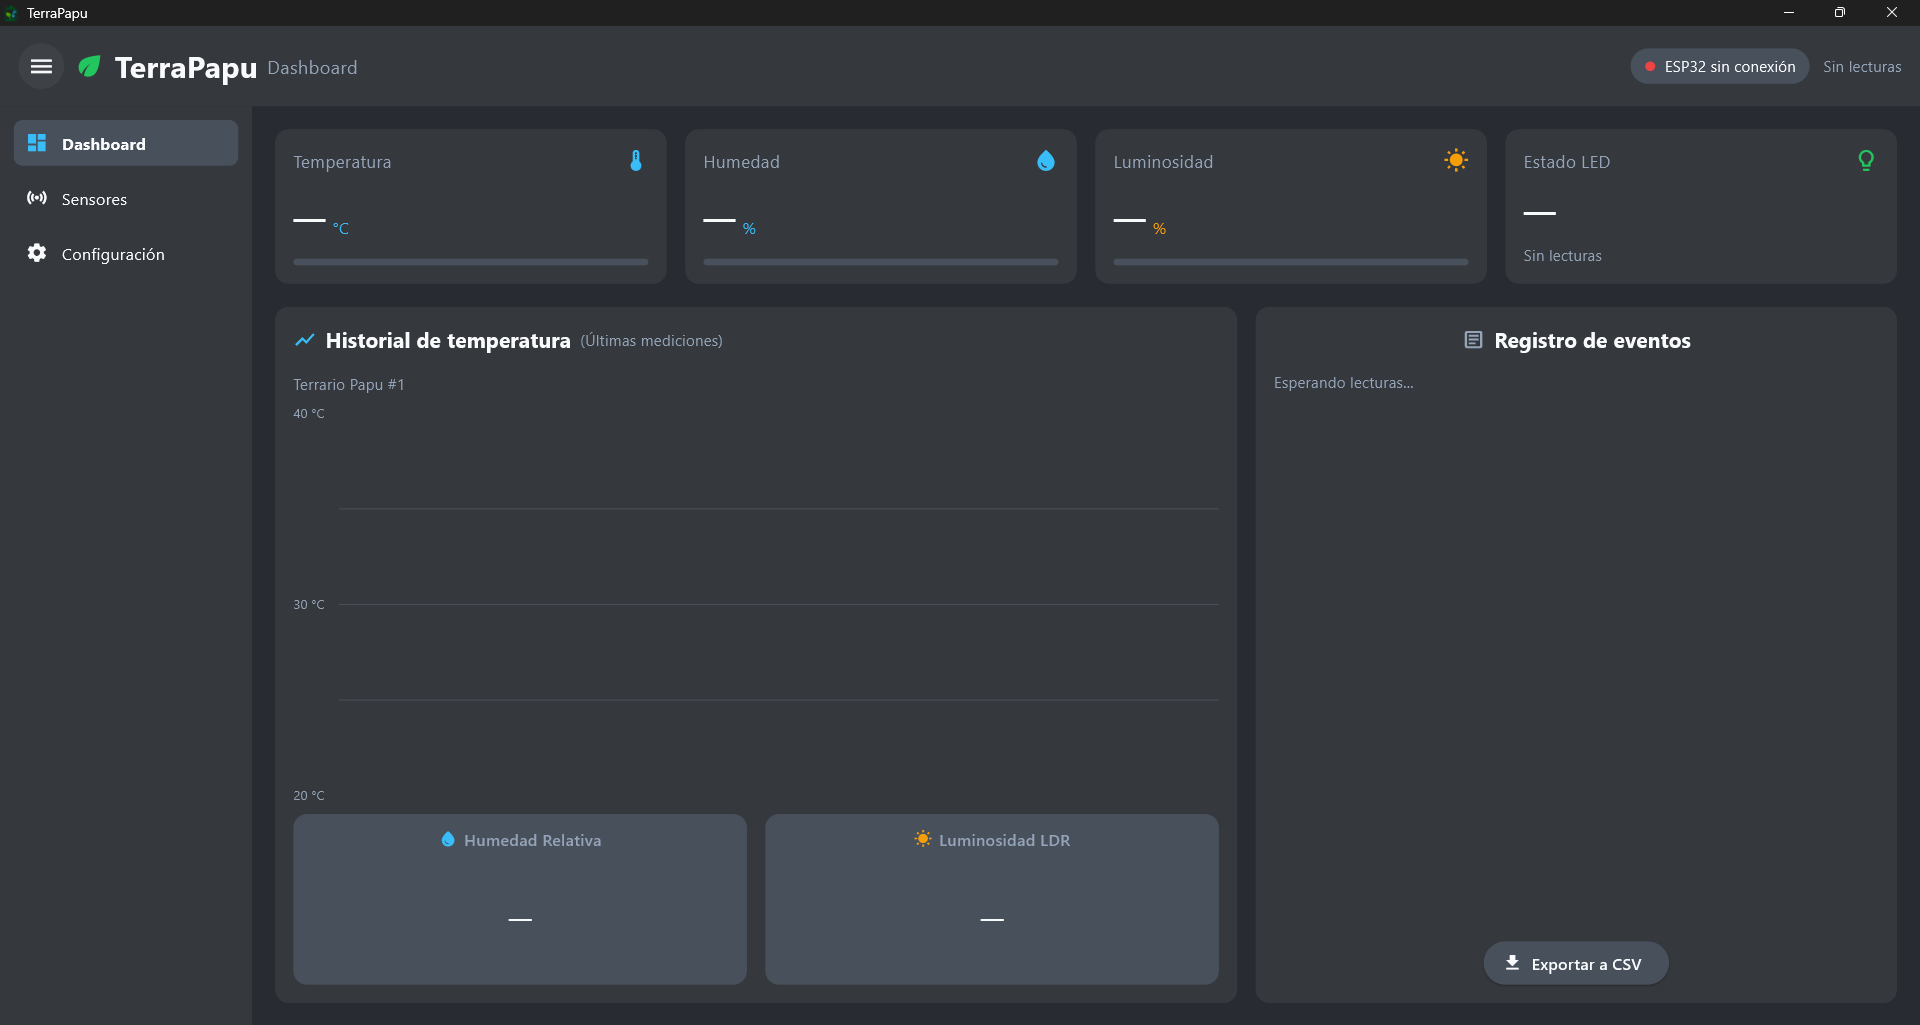 TerraPapu
TerraPapu Dashboard
ESP32 sin conexión
Sin lecturas
Dashboard
Sensores
Configuración
Temperatura
— °C
Humedad
— %
Luminosidad
— %
Estado LED
—
Sin lecturas
Historial de temperatura (Últimas mediciones)
Terrario Papu #1
40 °C
30 °C
20 °C
Humedad Relativa
—
Luminosidad LDR
—
Registro de eventos
Esperando lecturas...
Exportar a CSV